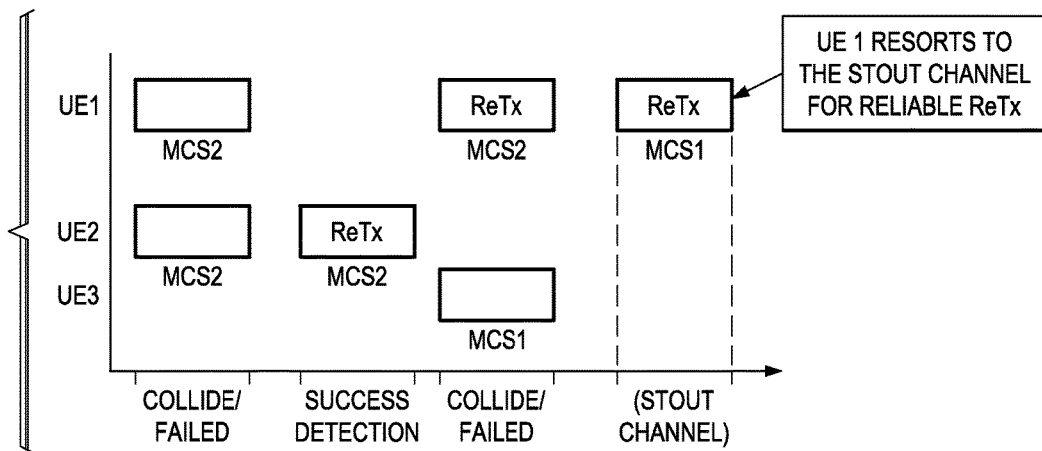 UE 1 RESORTS TO
THE STOUT CHANNEL
FOR RELIABLE ReTx
UE1
ReTx
ReTx
MCS2
MCS2
MCS1
UE2
ReTx
MCS2
MCS2
UE3
MCS1
COLLIDE/
FAILED
SUCCESS
DETECTION
COLLIDE/
FAILED
(STOUT
CHANNEL)